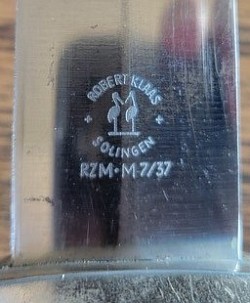 ROBERT KLAAS
SOLINGEN
RZM · M 7/37